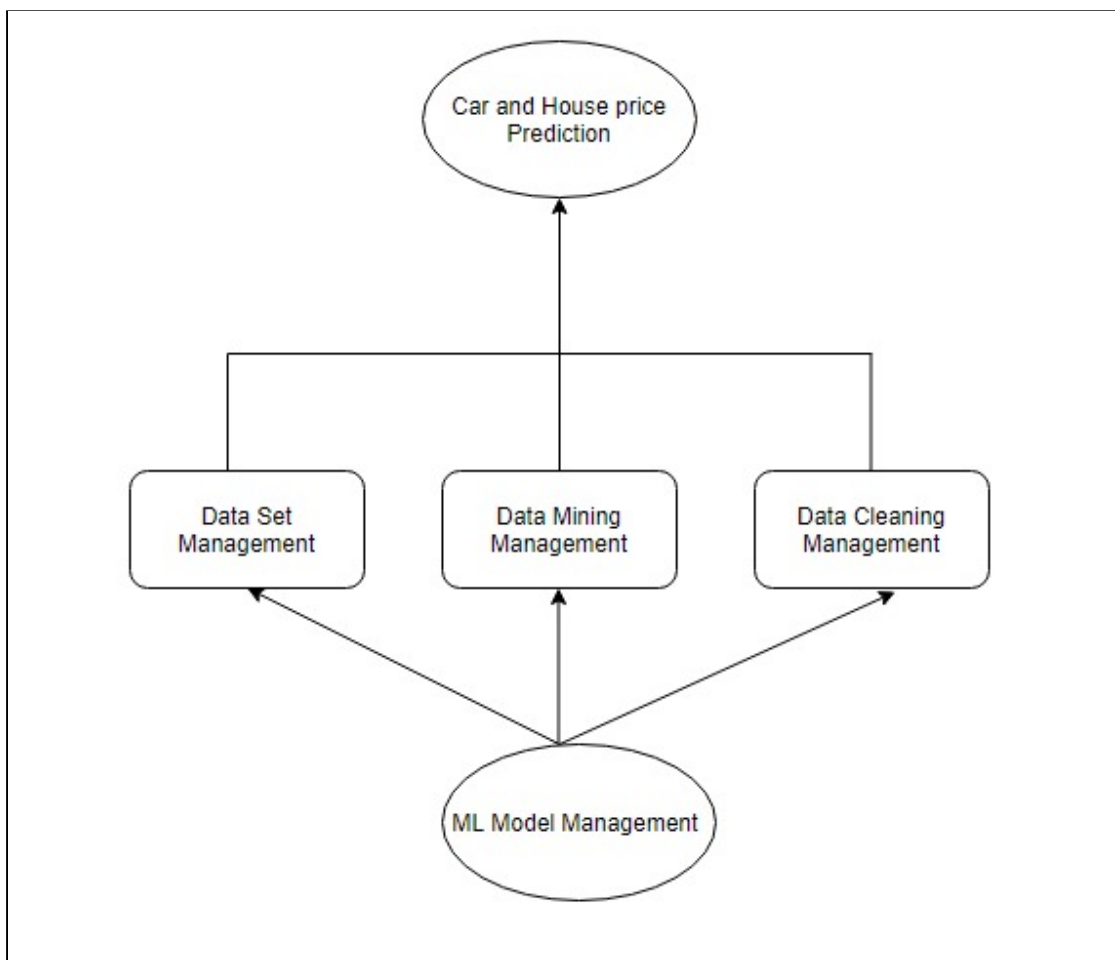 Car and House price
Prediction
Data Set
Management
Data Mining
Management
Data Cleaning
Management
ML Model Management